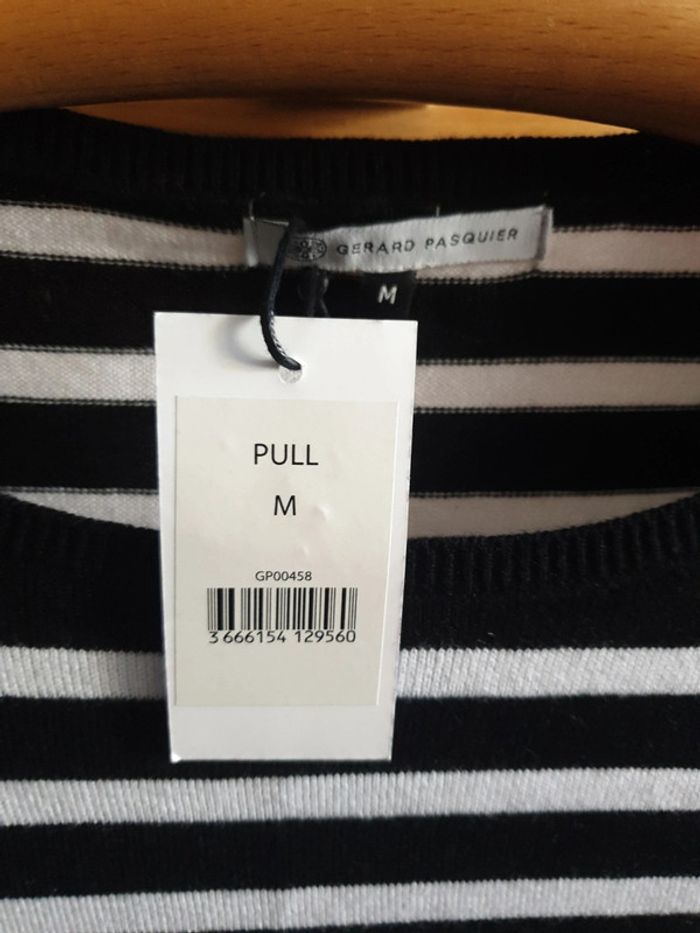 GERARD PASQUIER
M
PULL
M
GP00458
3 666154 129560